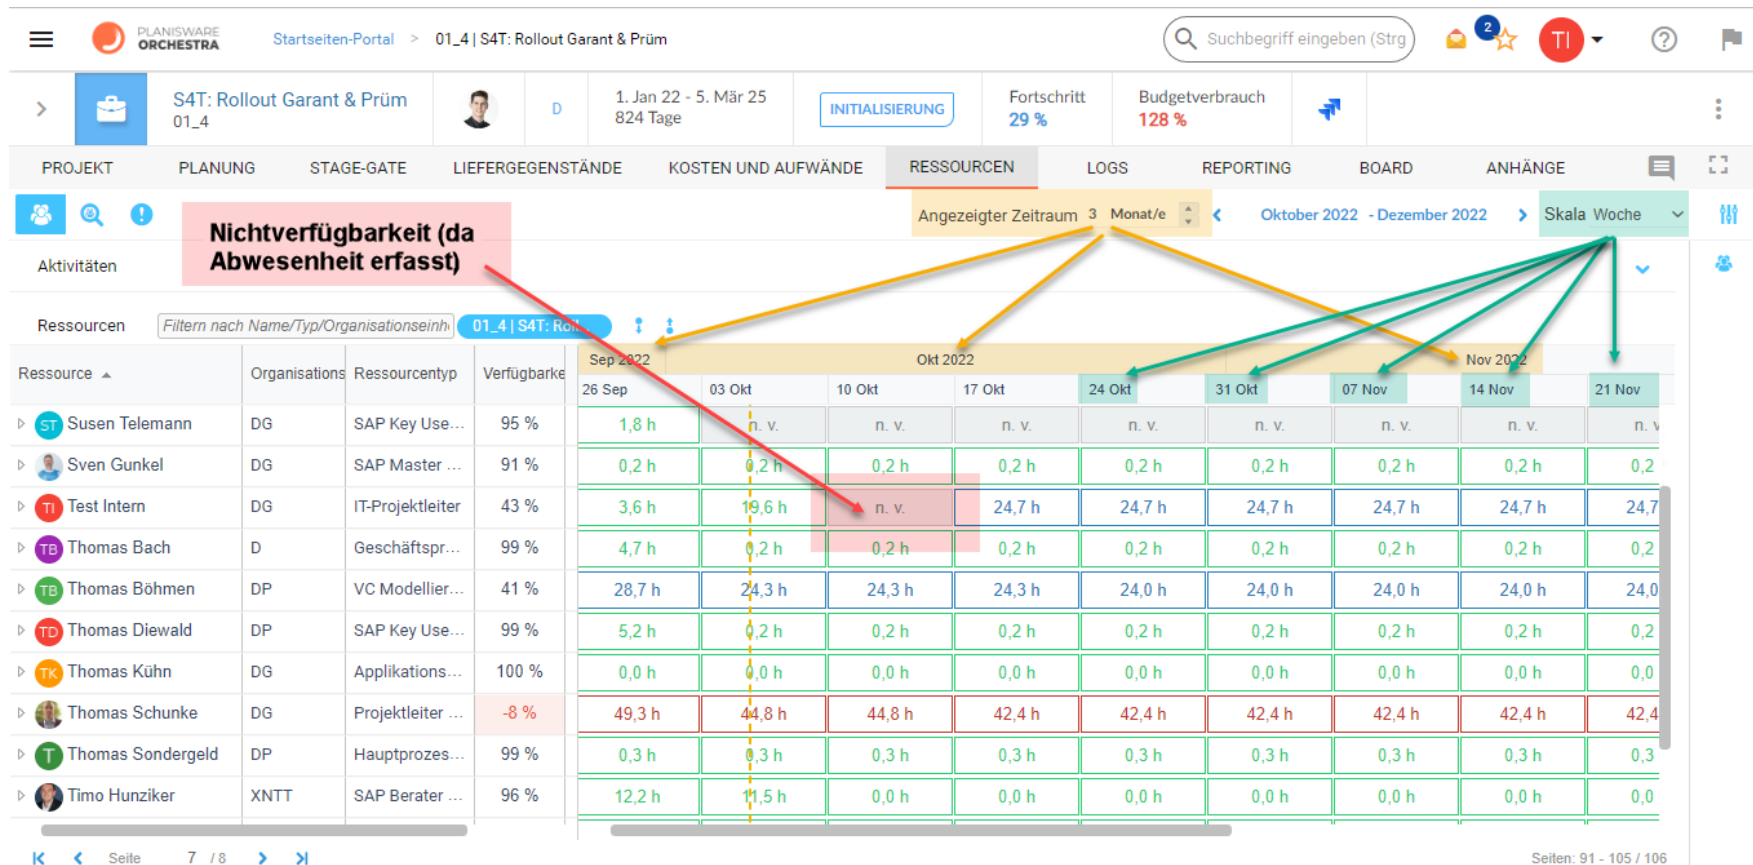 PLANISWARE
ORCHESTRA
Startseiten-Portal > 01_4 | S4T: Rollout Garant & Prüm
Suchbegriff eingeben (Strg
2
TI
S4T: Rollout Garant & Prüm
01_4
D
1. Jan 22 - 5. Mär 25
824 Tage
INITIALISIERUNG
Fortschritt
29 %
Budgetverbrauch
128 %
PROJEKT PLANUNG STAGE-GATE LIEFERGEGENSTÄNDE KOSTEN UND AUFWÄNDE RESSOURCEN LOGS REPORTING BOARD ANHÄNGE
Nichtverfügbarkeit (da
Abwesenheit erfasst)
Angezeigter Zeitraum 3 Monat/e Oktober 2022 - Dezember 2022 Skala Woche
Aktivitäten
Ressourcen Filtern nach Name/Typ/Organisationseinh 01_4 | S4T: Roll
Ressource Organisations Ressourcentyp Verfügbarke
Sep 2022 Okt 2022 Nov 2022
26 Sep 03 Okt 10 Okt 17 Okt 24 Okt 31 Okt 07 Nov 14 Nov 21 Nov
ST Susen Telemann DG SAP Key Use... 95 % 1,8 h n. v. n. v. n. v. n. v. n. v. n. v. n. v. n. v
Sven Gunkel DG SAP Master ... 91 % 0,2 h 0,2 h 0,2 h 0,2 h 0,2 h 0,2 h 0,2 h 0,2 h 0,2
TI Test Intern DG IT-Projektleiter 43 % 3,6 h 19,6 h n. v. 24,7 h 24,7 h 24,7 h 24,7 h 24,7 h 24,7
TB Thomas Bach D Geschäftspr... 99 % 4,7 h 0,2 h 0,2 h 0,2 h 0,2 h 0,2 h 0,2 h 0,2 h 0,2
TB Thomas Böhmen DP VC Modellier... 41 % 28,7 h 24,3 h 24,3 h 24,3 h 24,0 h 24,0 h 24,0 h 24,0 h 24,0
TD Thomas Diewald DP SAP Key Use... 99 % 5,2 h 0,2 h 0,2 h 0,2 h 0,2 h 0,2 h 0,2 h 0,2 h 0,2
TK Thomas Kühn DG Applikations... 100 % 0,0 h 0,0 h 0,0 h 0,0 h 0,0 h 0,0 h 0,0 h 0,0 h 0,0
Thomas Schunke DG Projektleiter ... -8 % 49,3 h 44,8 h 44,8 h 42,4 h 42,4 h 42,4 h 42,4 h 42,4 h 42,4
T Thomas Sondergeld DP Hauptprozes... 99 % 0,3 h 0,3 h 0,3 h 0,3 h 0,3 h 0,3 h 0,3 h 0,3 h 0,3
Timo Hunziker XNTT SAP Berater ... 96 % 12,2 h 11,5 h 0,0 h 0,0 h 0,0 h 0,0 h 0,0 h 0,0 h 0,0
Seite 7 / 8 Seiten: 91 - 105 / 106